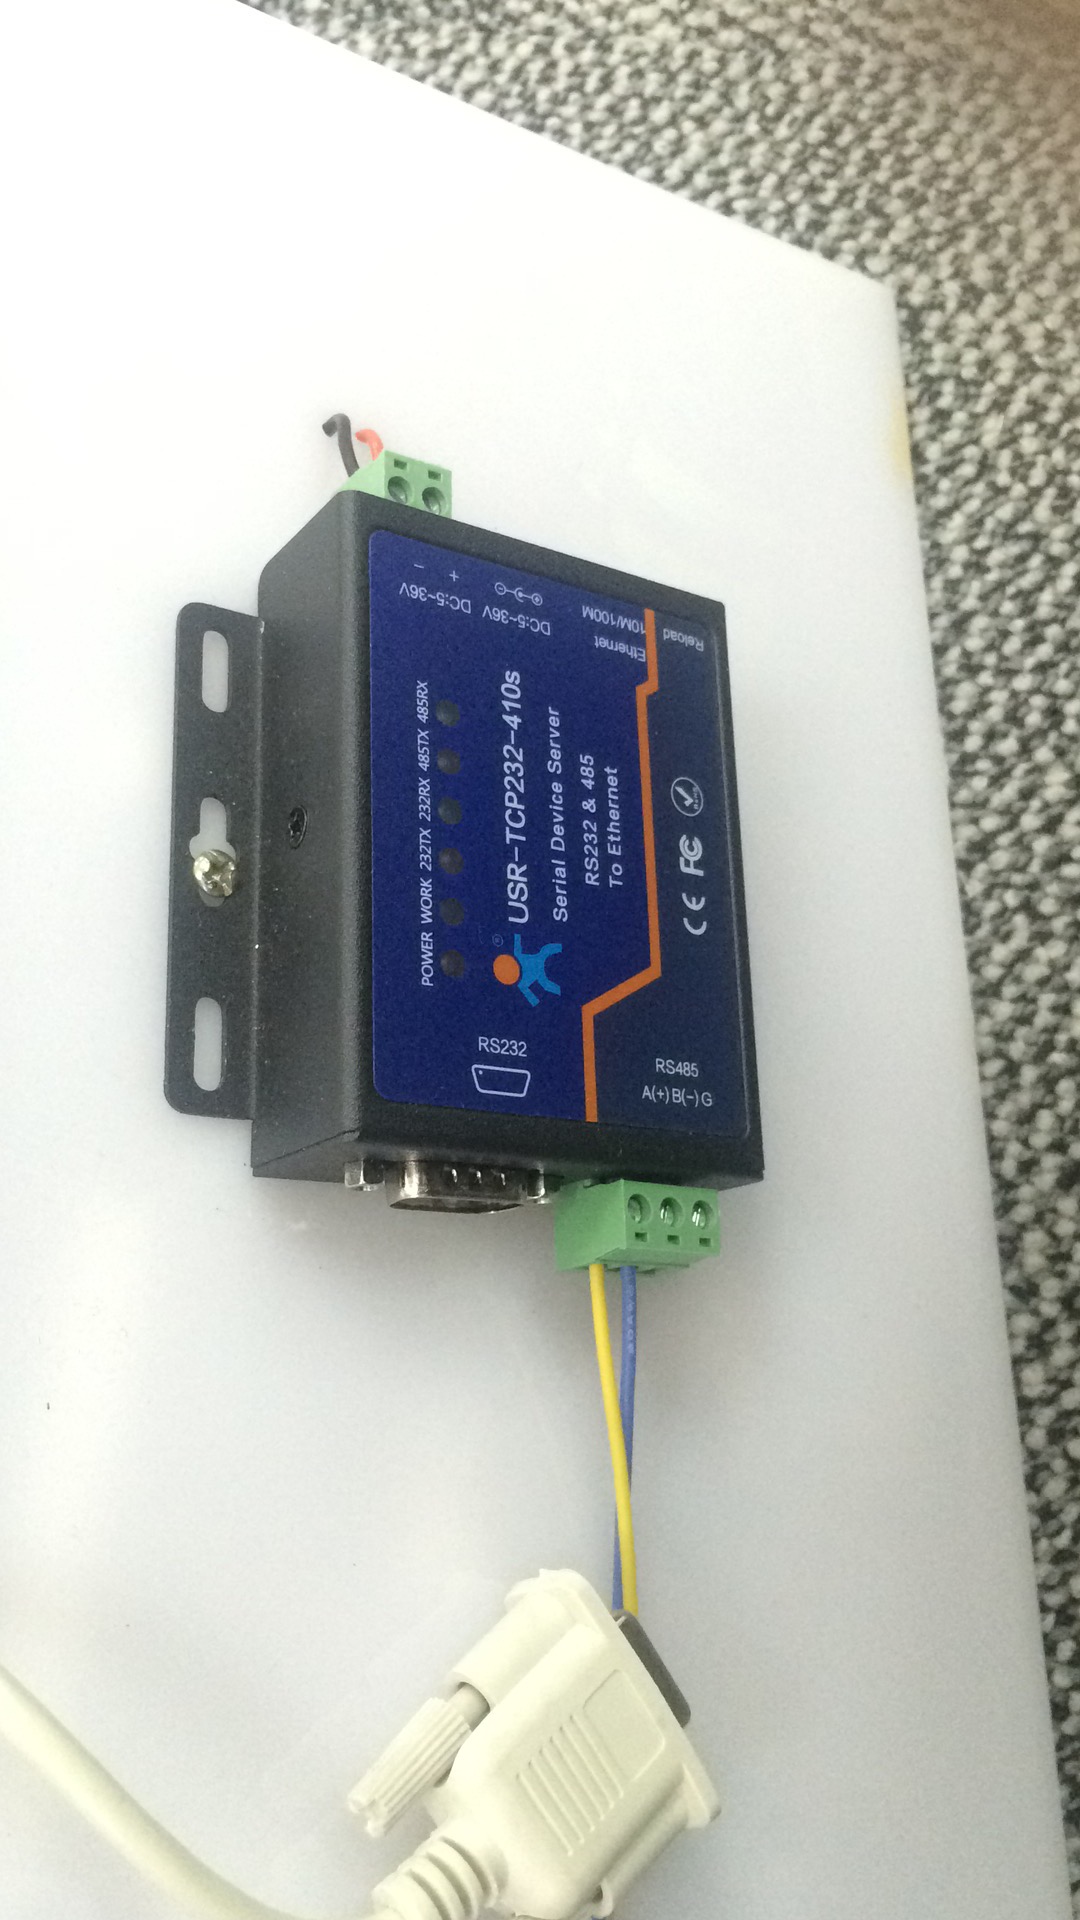 DC:5~36V
− +
DC:5~36V
Ethernet
10M/100M
Reload
POWER WORK 232TX 232RX 485TX 485RX
®
USR-TCP232-410s
Serial Device Server
RS232 & 485
To Ethernet
CE FC RoHS
RS232
RS485
A(+) B(−) G